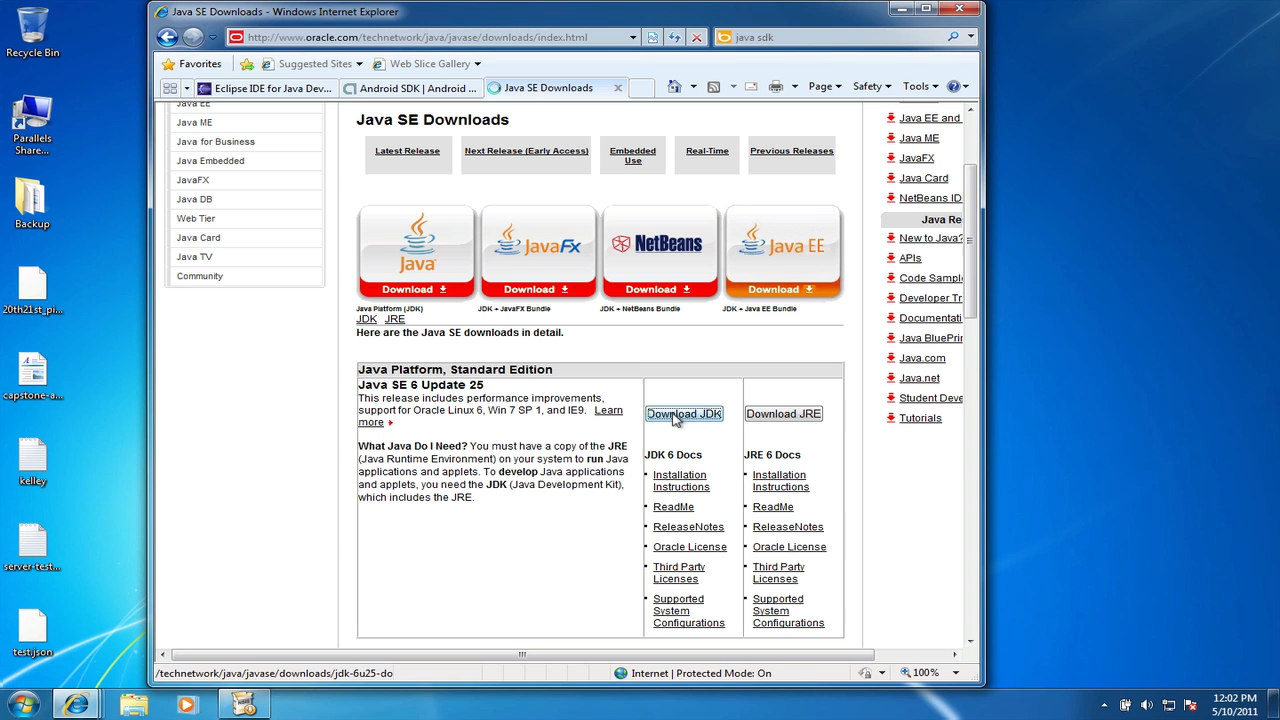 Recycle Bin
Parallels
Share...
Backup
20th21st_pi...
capstone-a...
kelley
server-test...
test.json
Java SE Downloads - Windows Internet Explorer
http://www.oracle.com/technetwork/java/javase/downloads/index.html
java sdk
Favorites
Suggested Sites
Web Slice Gallery
Eclipse IDE for Java Dev...
Android SDK | Android ...
Java SE Downloads
Page
Safety
Tools
Java EE
Java ME
Java for Business
Java Embedded
JavaFX
Java DB
Web Tier
Java Card
Java TV
Community
Java SE Downloads
Latest Release
Next Release (Early Access)
Embedded
Use
Real-Time
Previous Releases
Java
JavaFx
NetBeans
Java EE
Download
Download
Download
Download
Java Platform (JDK)
JDK + JavaFX Bundle
JDK + NetBeans Bundle
JDK + Java EE Bundle
JDK JRE
Here are the Java SE downloads in detail.
Java Platform, Standard Edition
Java SE 6 Update 25
This release includes performance improvements,
support for Oracle Linux 6, Win 7 SP 1, and IE9. Learn
more
What Java Do I Need? You must have a copy of the JRE
(Java Runtime Environment) on your system to run Java
applications and applets. To develop Java applications
and applets, you need the JDK (Java Development Kit),
which includes the JRE.
Download JDK
JDK 6 Docs
Installation
Instructions
ReadMe
ReleaseNotes
Oracle License
Third Party
Licenses
Supported
System
Configurations
Download JRE
JRE 6 Docs
Installation
Instructions
ReadMe
ReleaseNotes
Oracle License
Third Party
Licenses
Supported
System
Configurations
Java EE and
Java ME
JavaFX
Java Card
NetBeans ID
Java Re
New to Java?
APIs
Code Sampl
Developer Tr
Documentati
Java BluePrin
Java.com
Java.net
Student Deve
Tutorials
/technetwork/java/javase/downloads/jdk-6u25-do
Internet | Protected Mode: On
100%
12:02 PM
5/10/2011